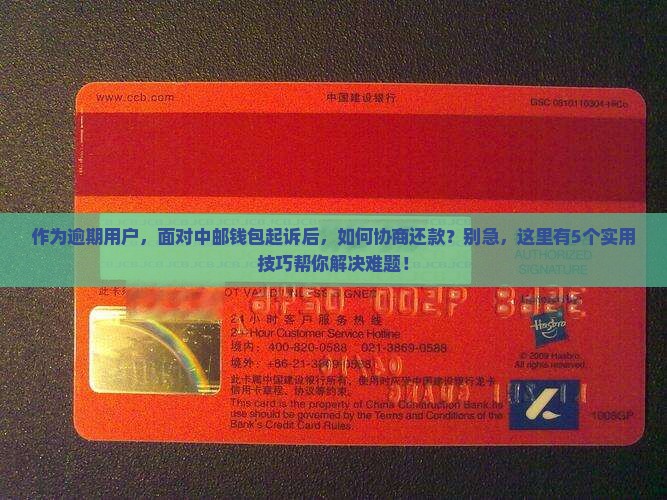 www.ccb.com
中国建设银行
作为逾期用户，面对中邮钱包起诉后，如何协商还款？别急，这里有5个实用
技巧帮你解决难题！
AUTHORIZED
SIGNATURE
24小时客户服务热线
24-Hour Customer Service Hotline:
境内：400-820-0588 021-3869-0588
境外：+86-21-3869-0588
此卡属中国建设银行所有，使用时应受中国建设银行龙卡
信用卡章程、协议等约束。
This card is the property of China Construction Bank,
use should be governed by the Terms and Conditions of the
Bank's Credit Card Rules.
Hasbro
© 2009 Hasbro.
All rights reserved.
1008GP